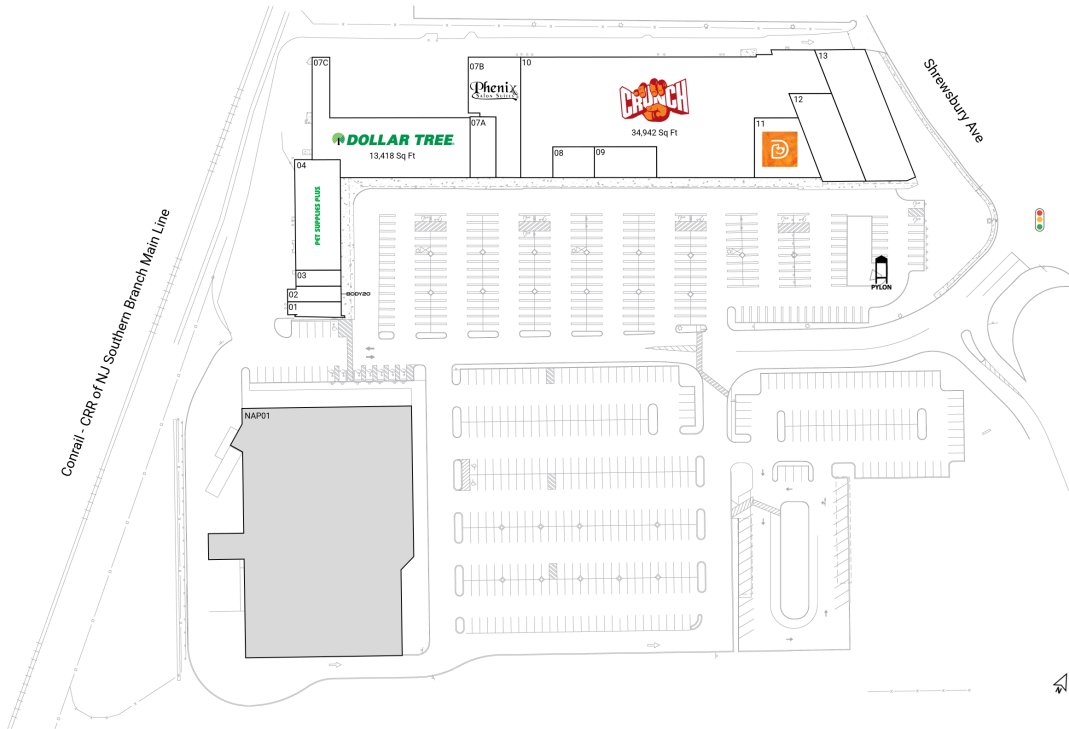 07C
07B
10
13
Phenix
SALON SUITES
CRUNCH
34,942 Sq Ft
12
Shrewsbury Ave
07A
11
DOLLAR TREE
13,418 Sq Ft
08
09
04
PET SUPPLIES PLUS
03
02
BODY20
01
PYLON
Conrail - CRR of NJ Southern Branch Main Line
NAP01
N